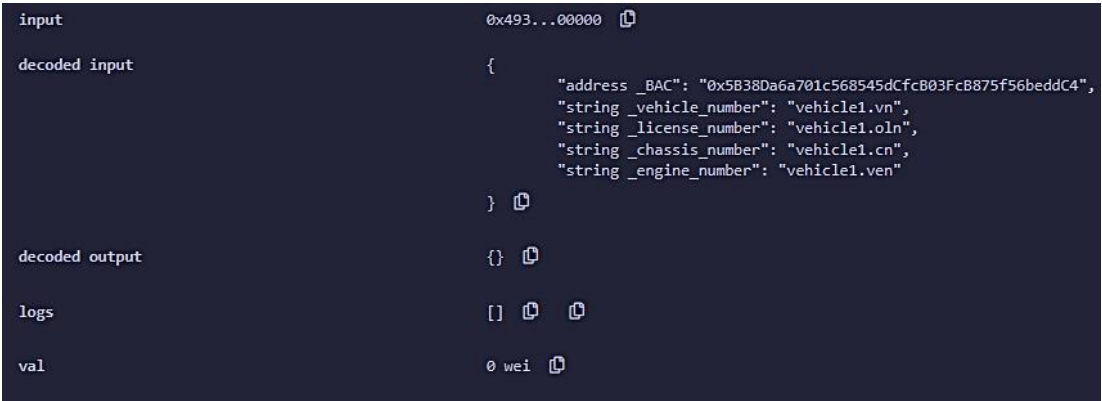 input 0x493...00000
decoded input {
"address _BAC": "0x5B38Da6a701c568545dCfcB03FcB875f56beddC4",
"string _vehicle_number": "vehicle1.vn",
"string _license_number": "vehicle1.oln",
"string _chassis_number": "vehicle1.cn",
"string _engine_number": "vehicle1.ven"
}
decoded output {}
logs []
val 0 wei